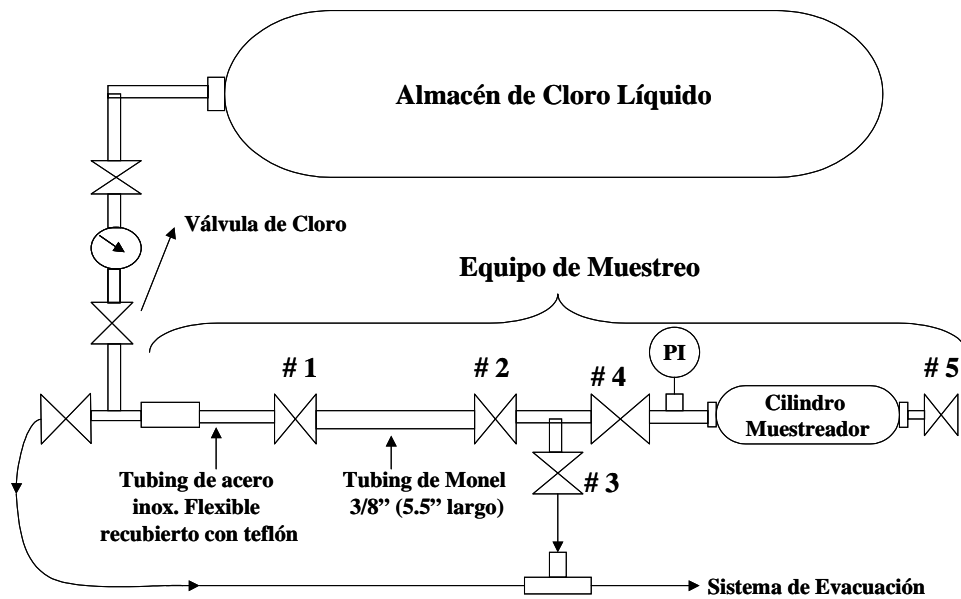 Almacén de Cloro Líquido
Válvula de Cloro
Equipo de Muestreo
PI
# 1
# 2
# 4
# 5
Cilindro
Muestreador
Tubing de acero
inox. Flexible
recubierto con teflón
Tubing de Monel
3/8” (5.5” largo)
# 3
Sistema de Evacuación